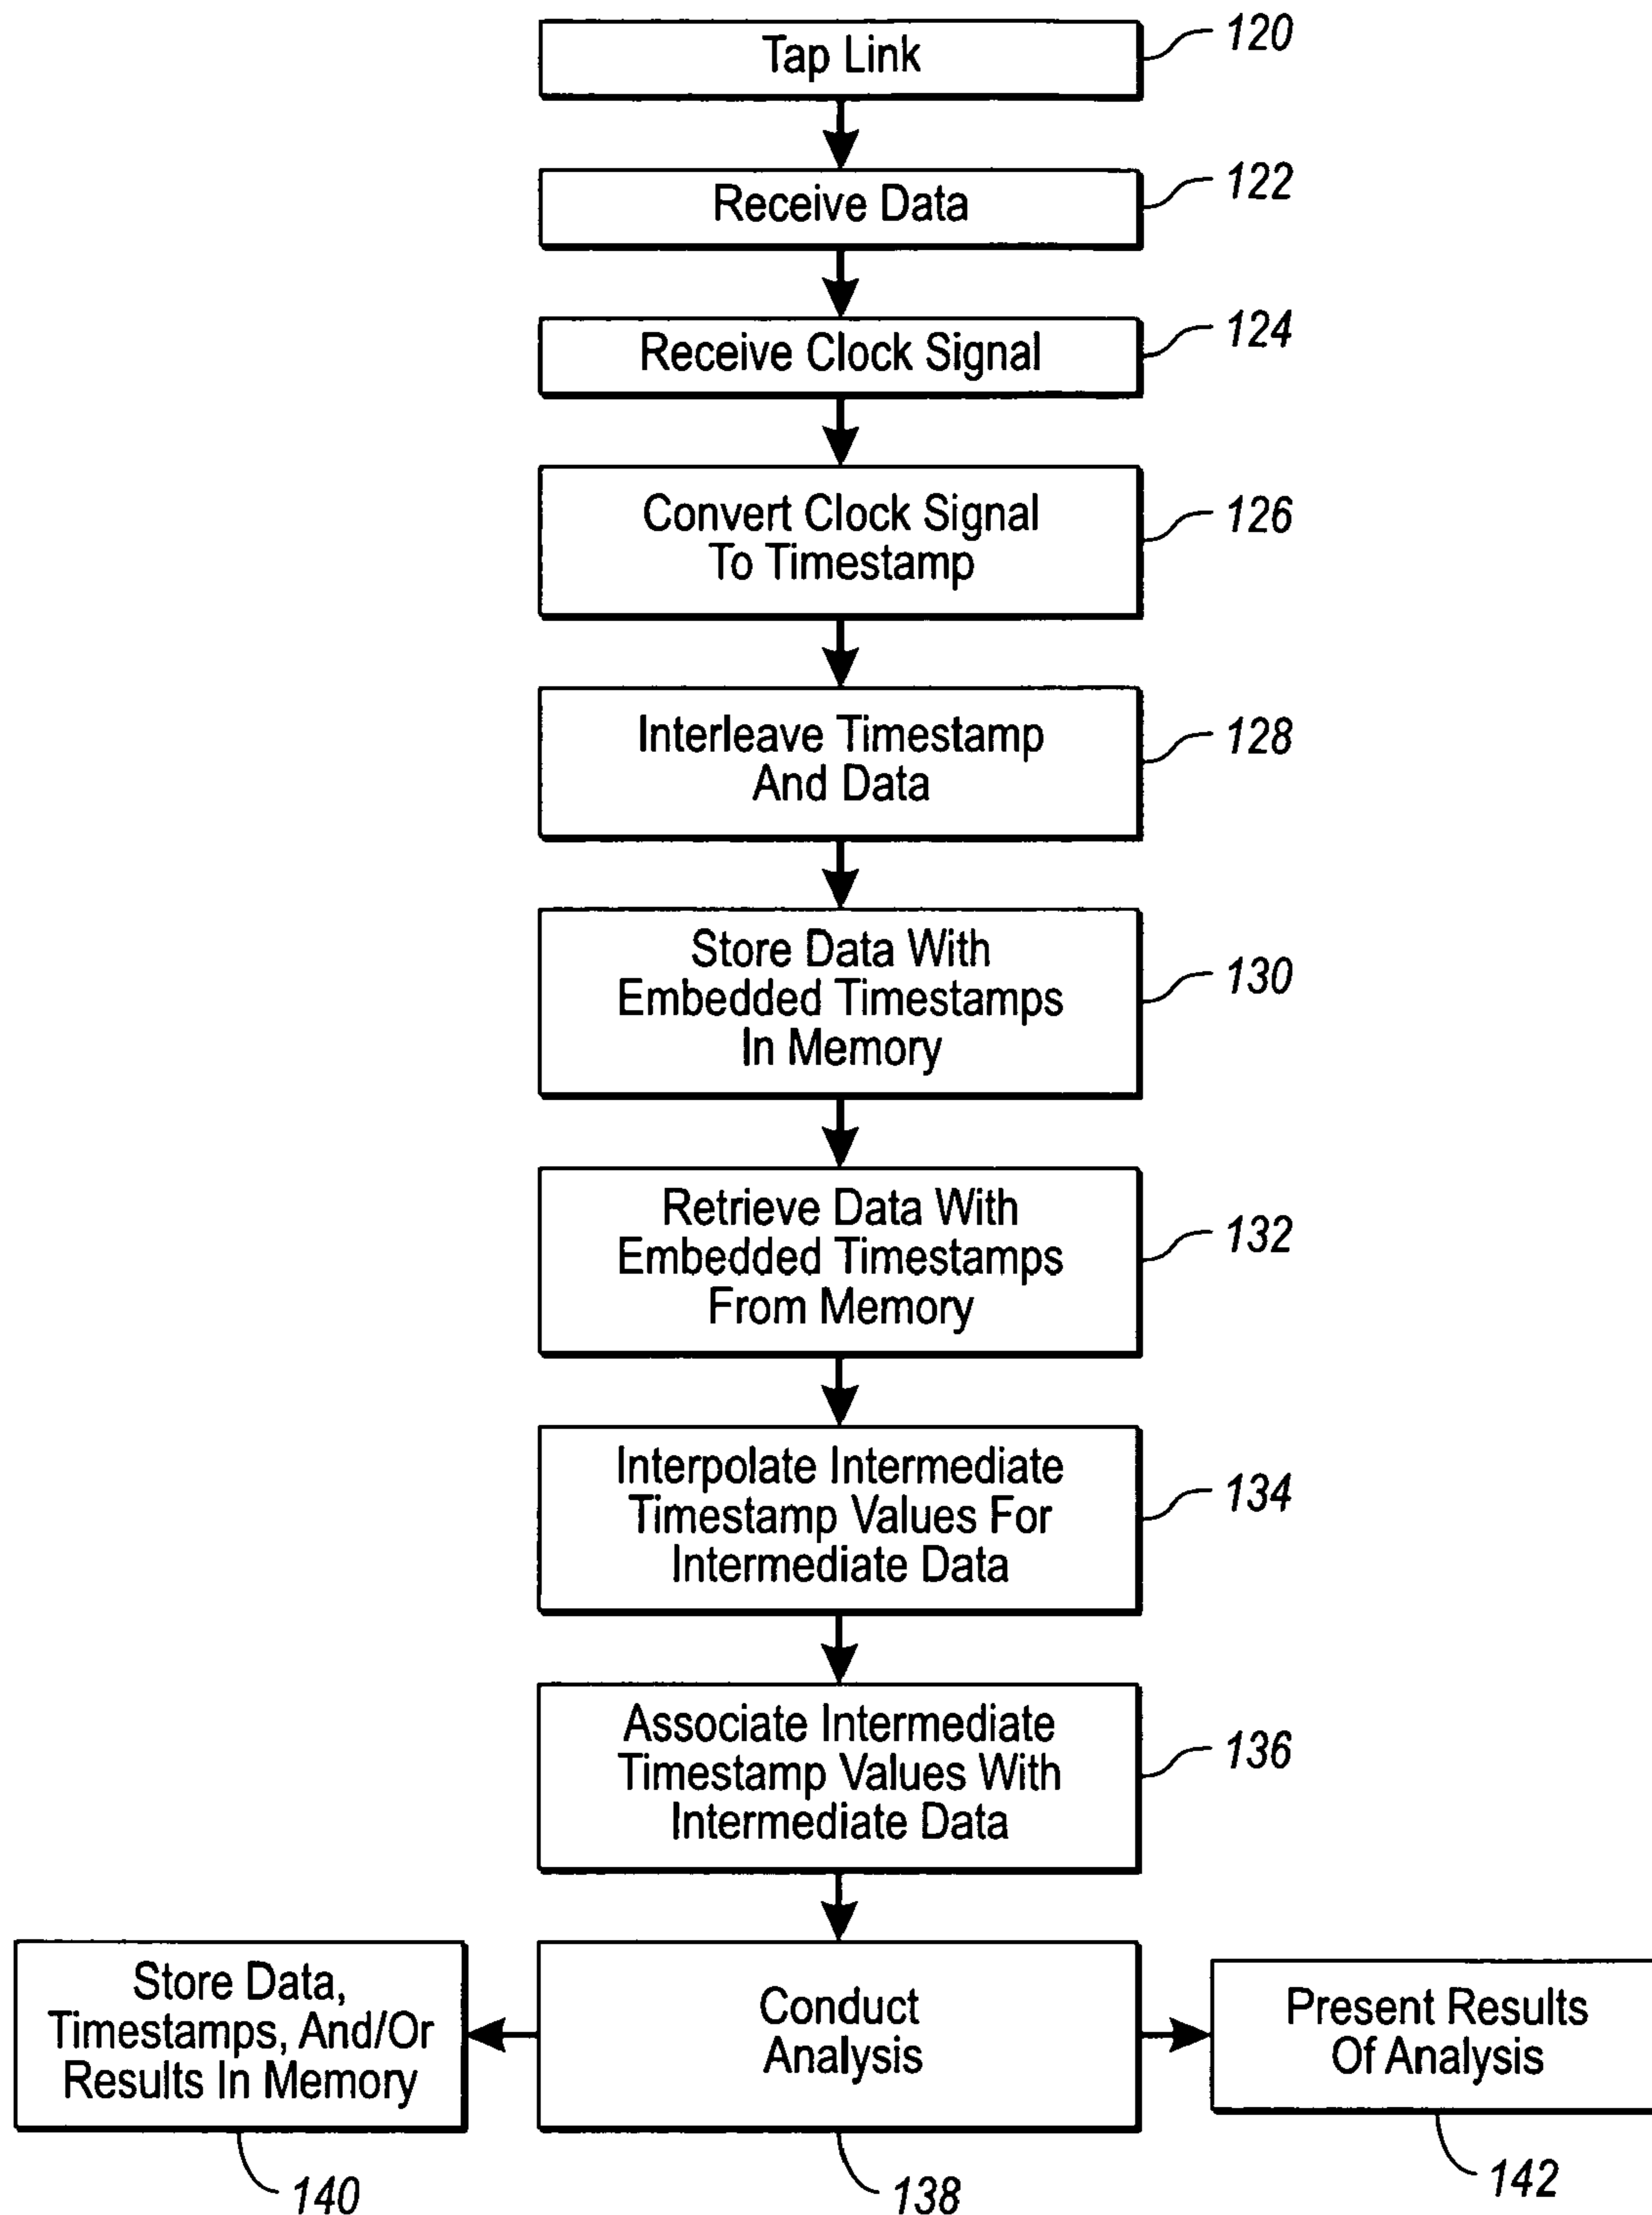 Tap Link
120
Receive Data
122
Receive Clock Signal
124
Convert Clock Signal
To Timestamp
126
Interleave Timestamp
And Data
128
Store Data With
Embedded Timestamps
In Memory
130
Retrieve Data With
Embedded Timestamps
From Memory
132
Interpolate Intermediate
Timestamp Values For
Intermediate Data
134
Associate Intermediate
Timestamp Values With
Intermediate Data
136
Store Data,
Timestamps, And/Or
Results In Memory
140
Conduct
Analysis
138
Present Results
Of Analysis
142